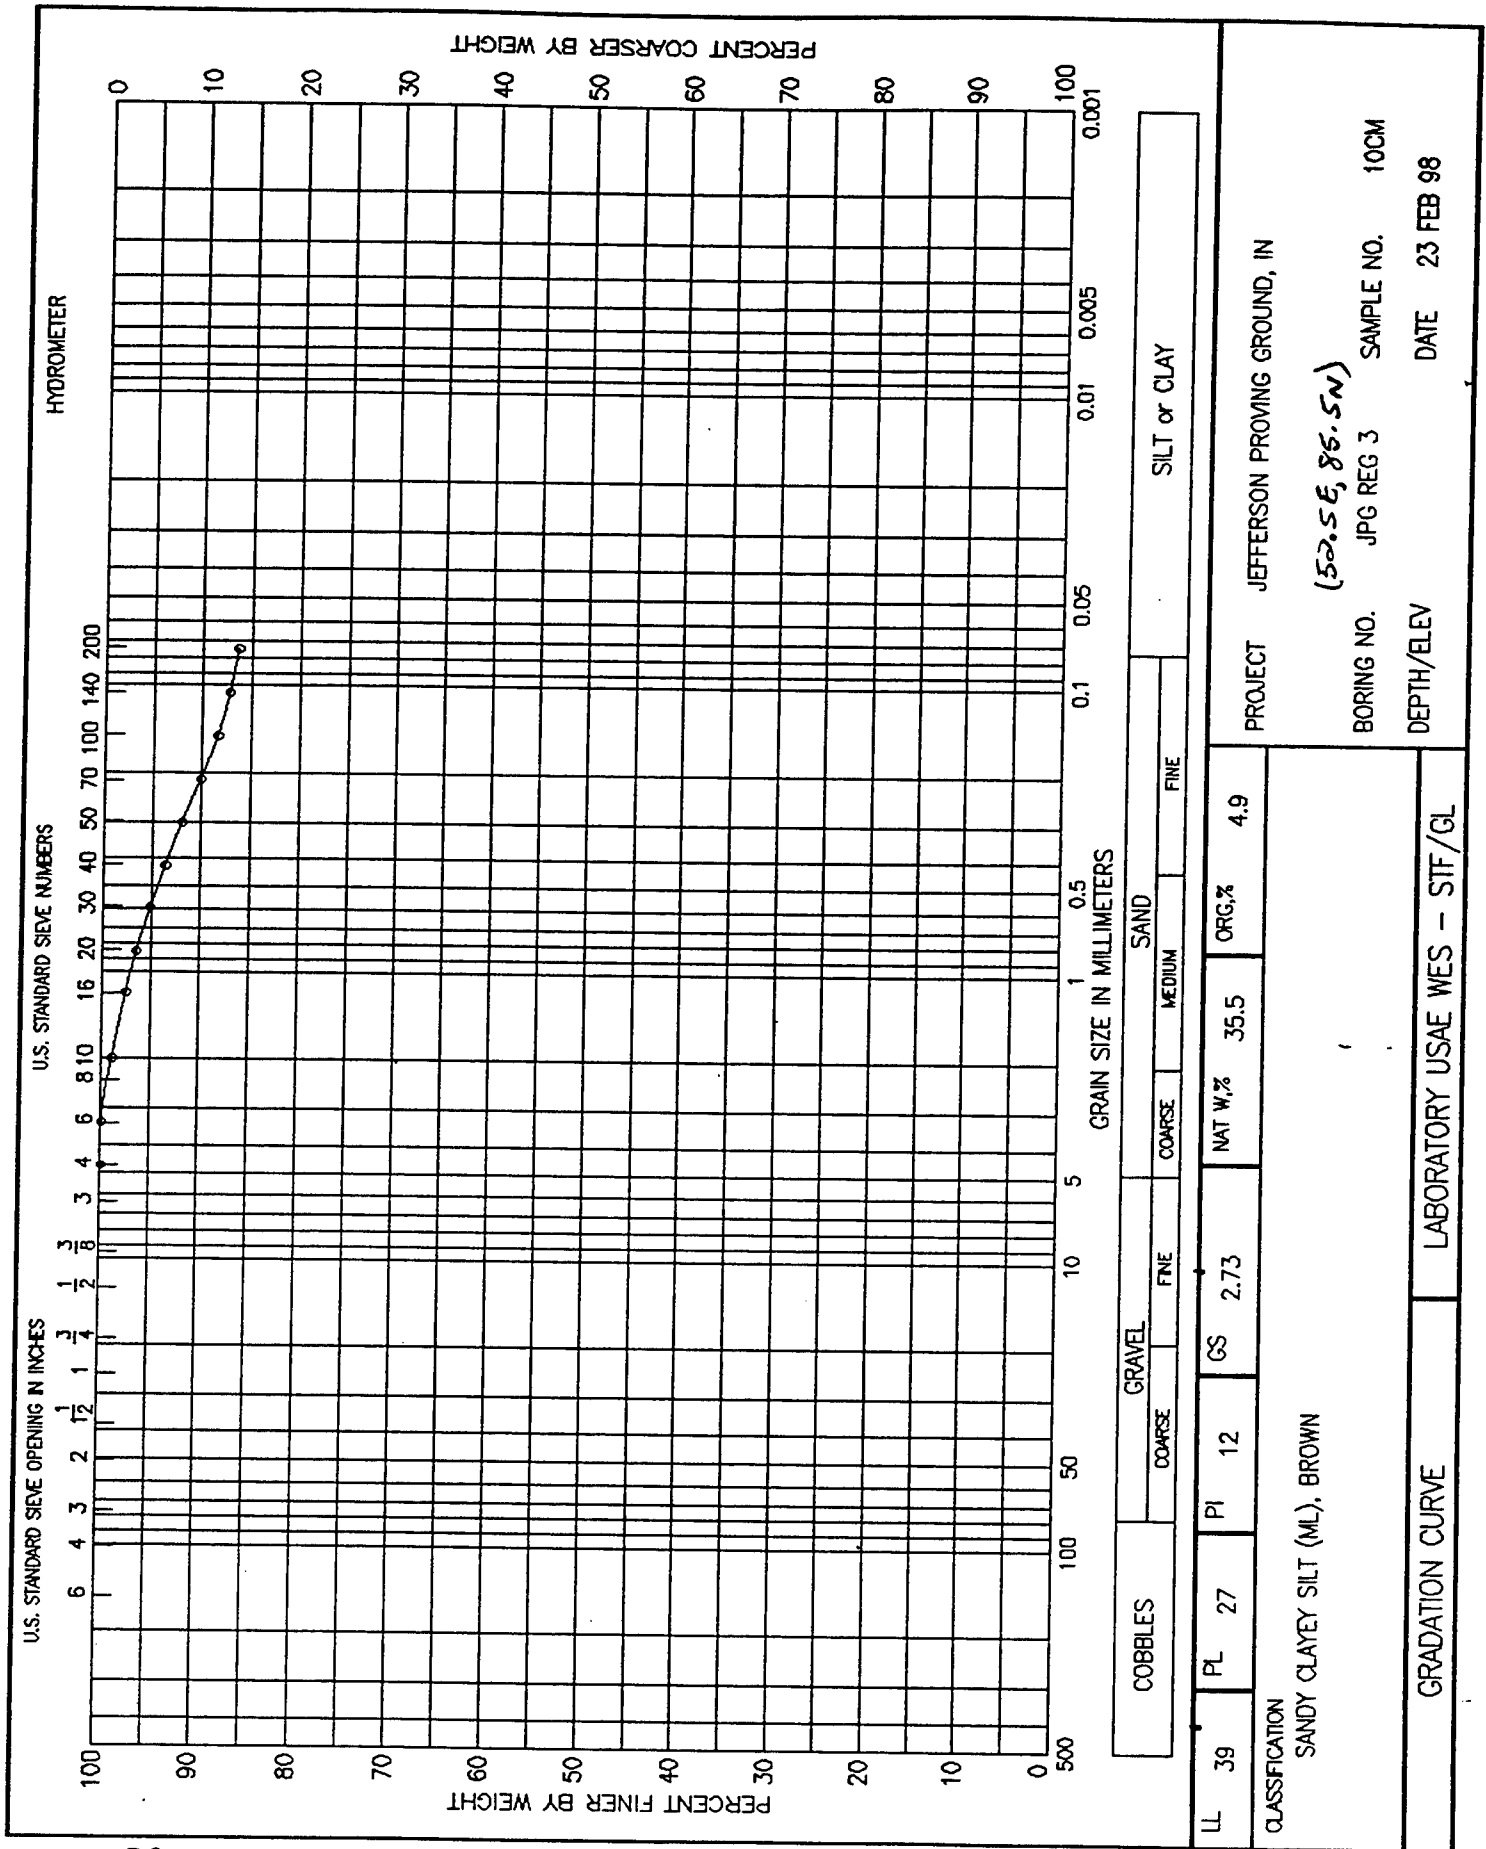 U.S. STANDARD SIEVE OPENING IN INCHES
U.S. STANDARD SIEVE NUMBERS
HYDROMETER
6 4 3 2 1 1/2 1 3/4 1/2 3/8 3 4 6 8 10 16 20 30 40 50 70 100 140 200
PERCENT FINER BY WEIGHT
100
90
80
70
60
50
40
30
20
10
0
PERCENT COARSER BY WEIGHT
0
10
20
30
40
50
60
70
80
90
100
500 100 50 10 5 1 0.5 0.1 0.05 0.01 0.005 0.001
GRAIN SIZE IN MILLIMETERS
COBBLES GRAVEL SAND SILT or CLAY
COARSE FINE COARSE MEDIUM FINE
LL 39 PL 27 PI 12 GS 2.73 NAT W,% 35.5 ORG,% 4.9
CLASSIFICATION
SANDY CLAYEY SILT (ML), BROWN
PROJECT JEFFERSON PROVING GROUND, IN
BORING NO. JPG REG 3 SAMPLE NO. 10CM
DEPTH/ELEV DATE 23 FEB 98
GRADATION CURVE
LABORATORY USAE WES - STF/GL